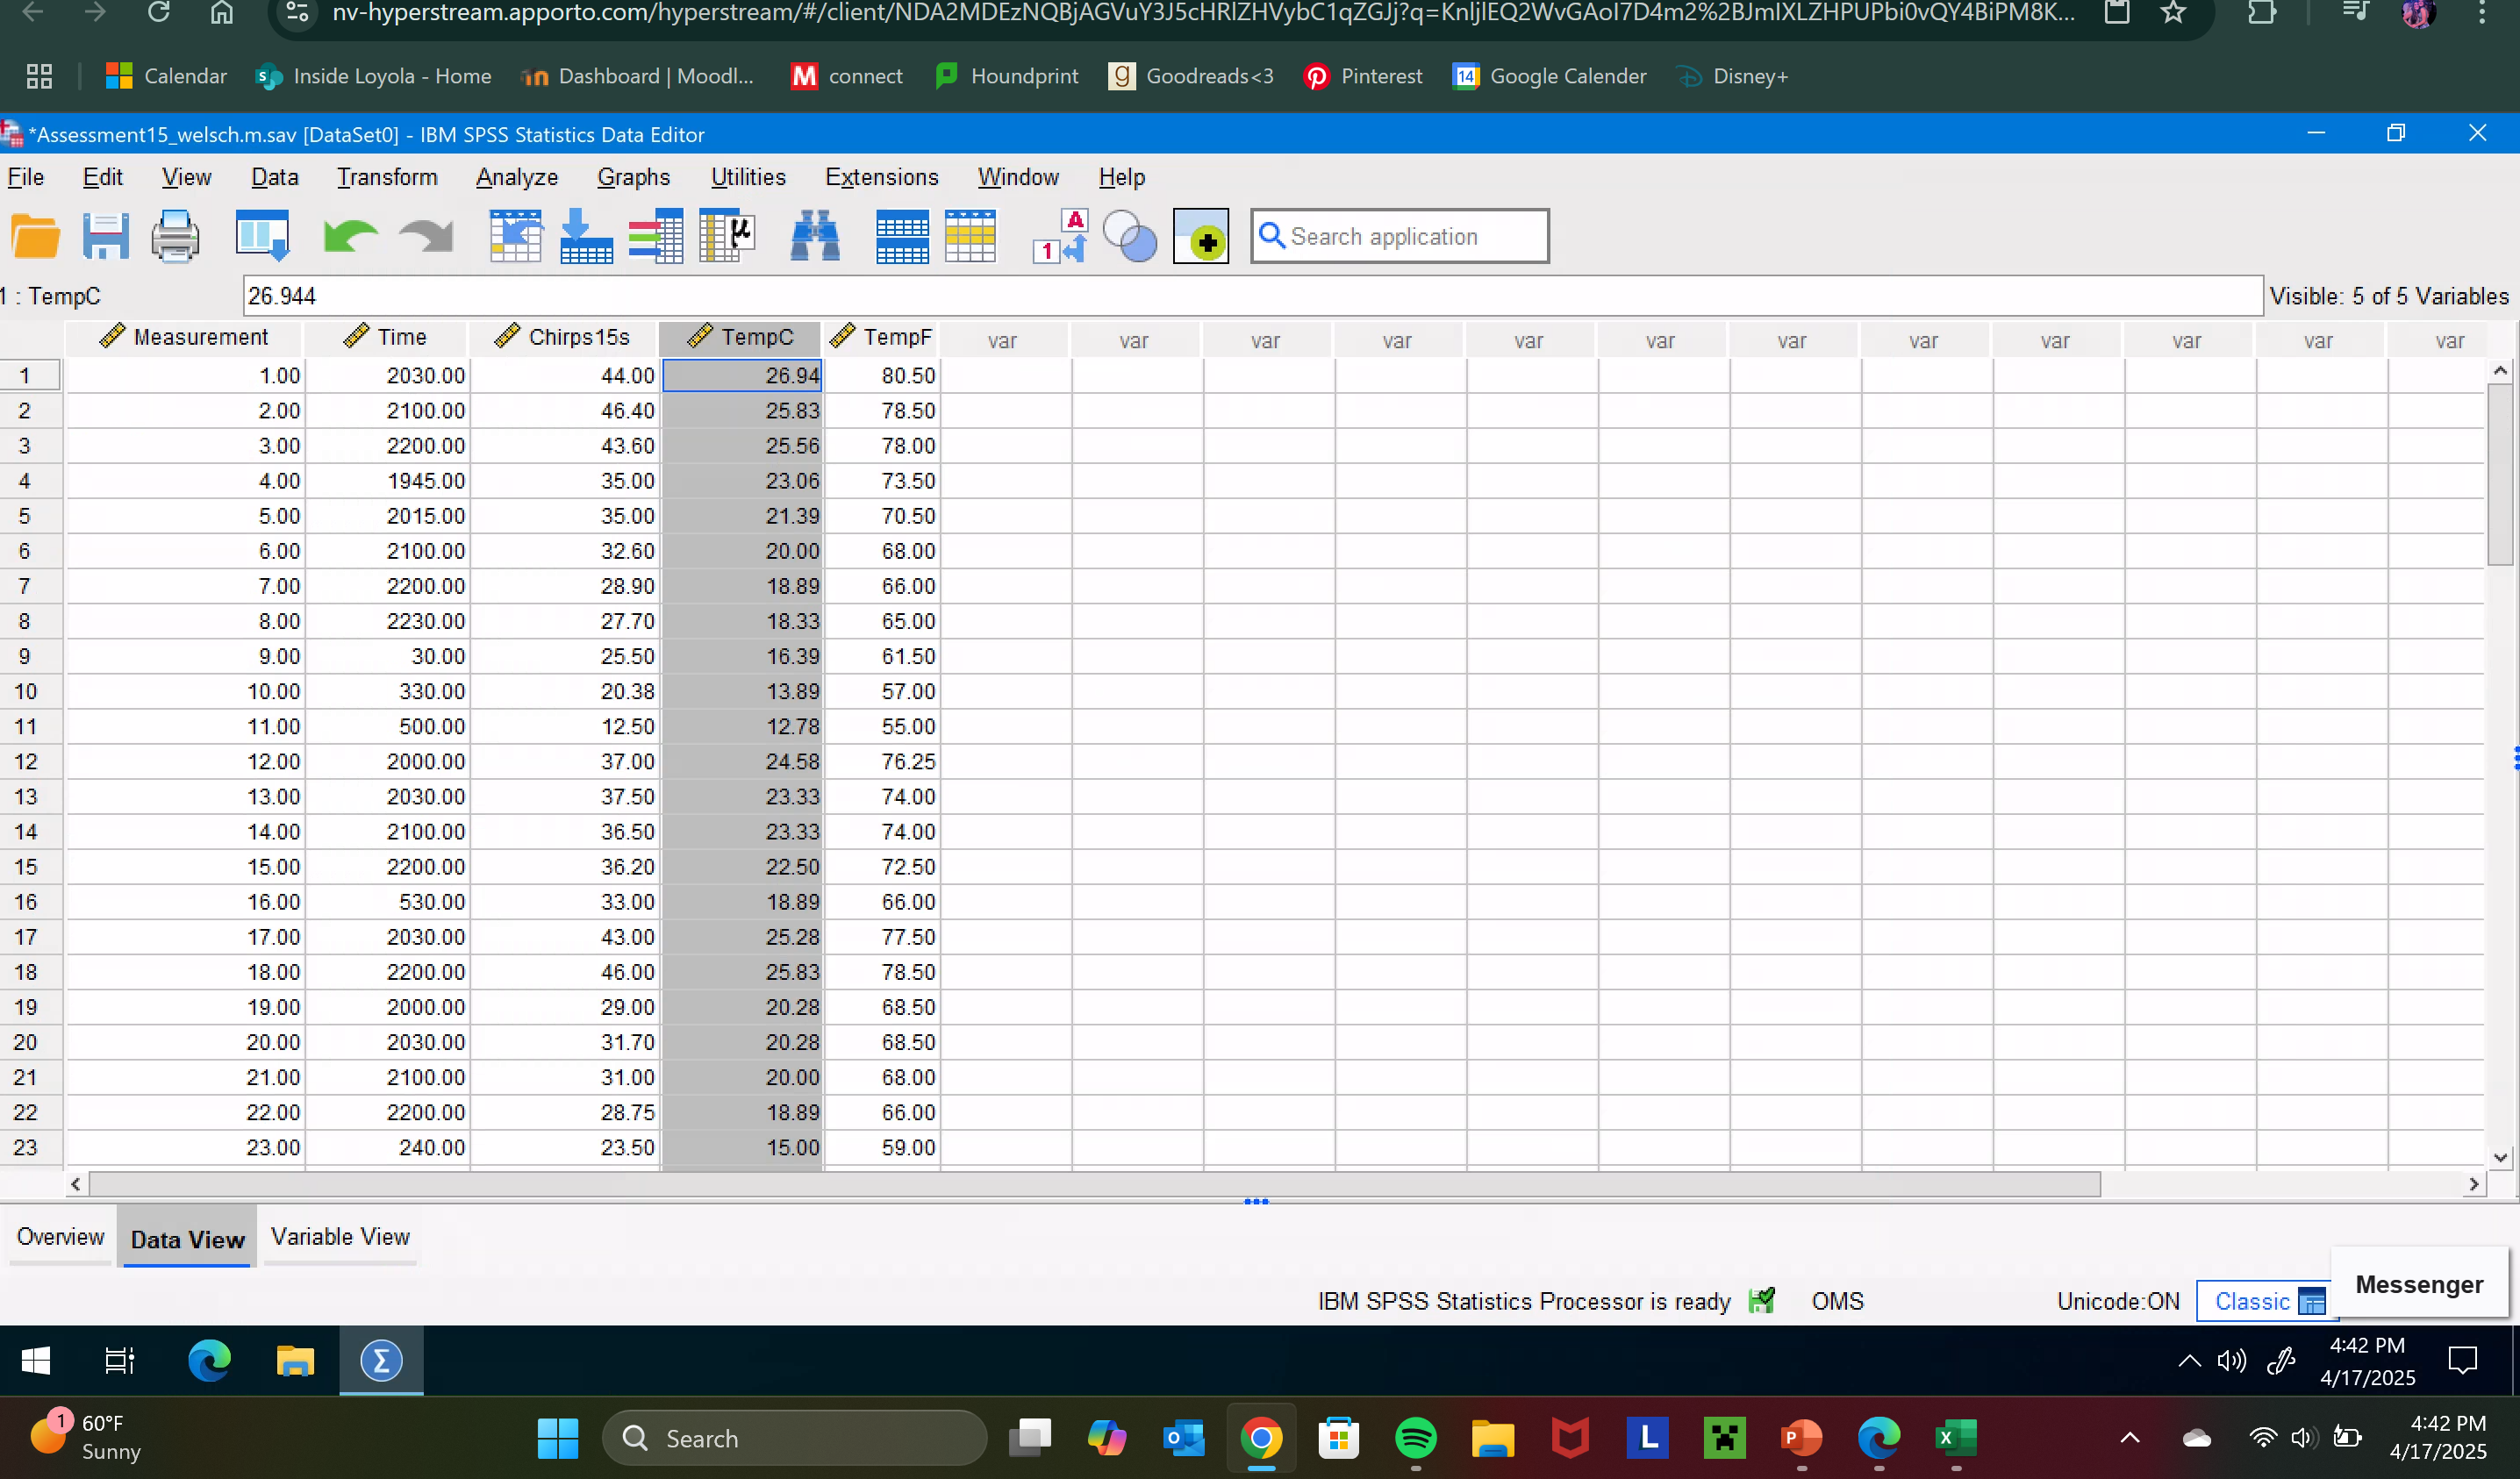 nv-hyperstream.apporto.com/hyperstream/#/client/NDA2MDEzNQBjAGVuY3J5cHRlZHVybC1qZGJj?q=KnljlEQ2WvGAoI7D4m2%2BJmIXLZHPUPbi0vQY4BiPM8K...
Calendar Inside Loyola - Home Dashboard | Moodl... connect Houndprint Goodreads<3 Pinterest 14 Google Calender Disney+
*Assessment15_welsch.m.sav [DataSet0] - IBM SPSS Statistics Data Editor
File Edit View Data Transform Analyze Graphs Utilities Extensions Window Help
Search application
1 : TempC 26.944 Visible: 5 of 5 Variables
Measurement Time Chirps15s TempC TempF var var var var var var var var var var var var
1 1.00 2030.00 44.00 26.94 80.50
2 2.00 2100.00 46.40 25.83 78.50
3 3.00 2200.00 43.60 25.56 78.00
4 4.00 1945.00 35.00 23.06 73.50
5 5.00 2015.00 35.00 21.39 70.50
6 6.00 2100.00 32.60 20.00 68.00
7 7.00 2200.00 28.90 18.89 66.00
8 8.00 2230.00 27.70 18.33 65.00
9 9.00 30.00 25.50 16.39 61.50
10 10.00 330.00 20.38 13.89 57.00
11 11.00 500.00 12.50 12.78 55.00
12 12.00 2000.00 37.00 24.58 76.25
13 13.00 2030.00 37.50 23.33 74.00
14 14.00 2100.00 36.50 23.33 74.00
15 15.00 2200.00 36.20 22.50 72.50
16 16.00 530.00 33.00 18.89 66.00
17 17.00 2030.00 43.00 25.28 77.50
18 18.00 2200.00 46.00 25.83 78.50
19 19.00 2000.00 29.00 20.28 68.50
20 20.00 2030.00 31.70 20.28 68.50
21 21.00 2100.00 31.00 20.00 68.00
22 22.00 2200.00 28.75 18.89 66.00
23 23.00 240.00 23.50 15.00 59.00
Overview Data View Variable View
Messenger
IBM SPSS Statistics Processor is ready OMS Unicode:ON Classic
4:42 PM
4/17/2025
1 60°F
Sunny
Search
4:42 PM
4/17/2025